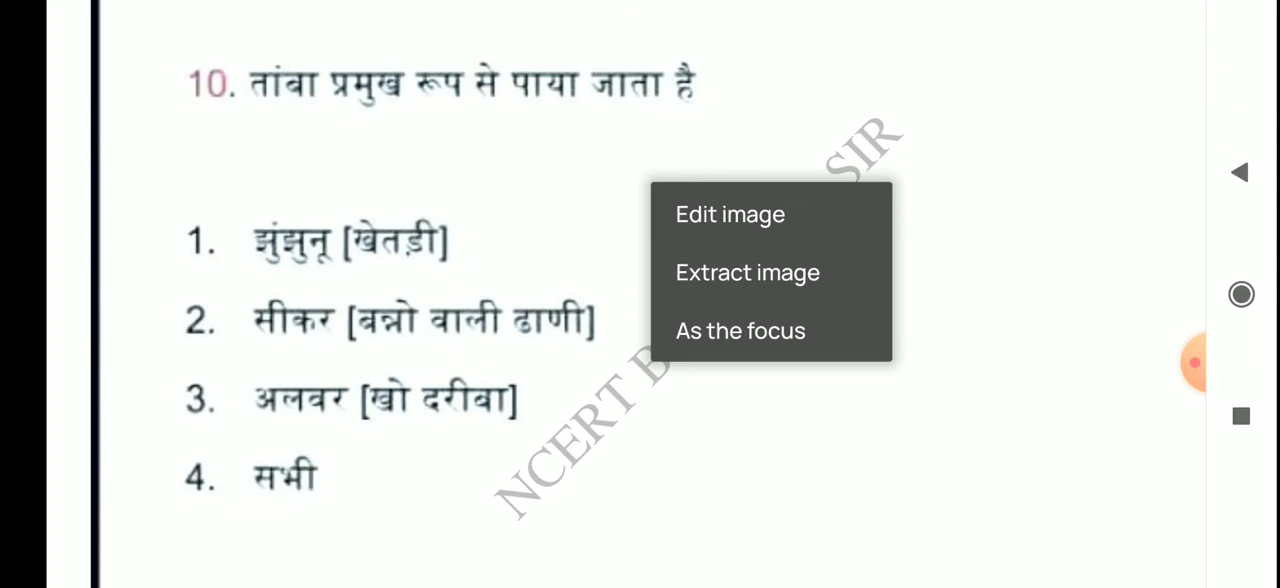 10. तांबा प्रमुख रूप से पाया जाता है
SIR
Edit image
1. झुंझुनू [खेतड़ी]
Extract image
2. सीकर [बन्नो वाली ढाणी]
As the focus
3. अलवर [खो दरीबा]
NCERT B
4. सभी